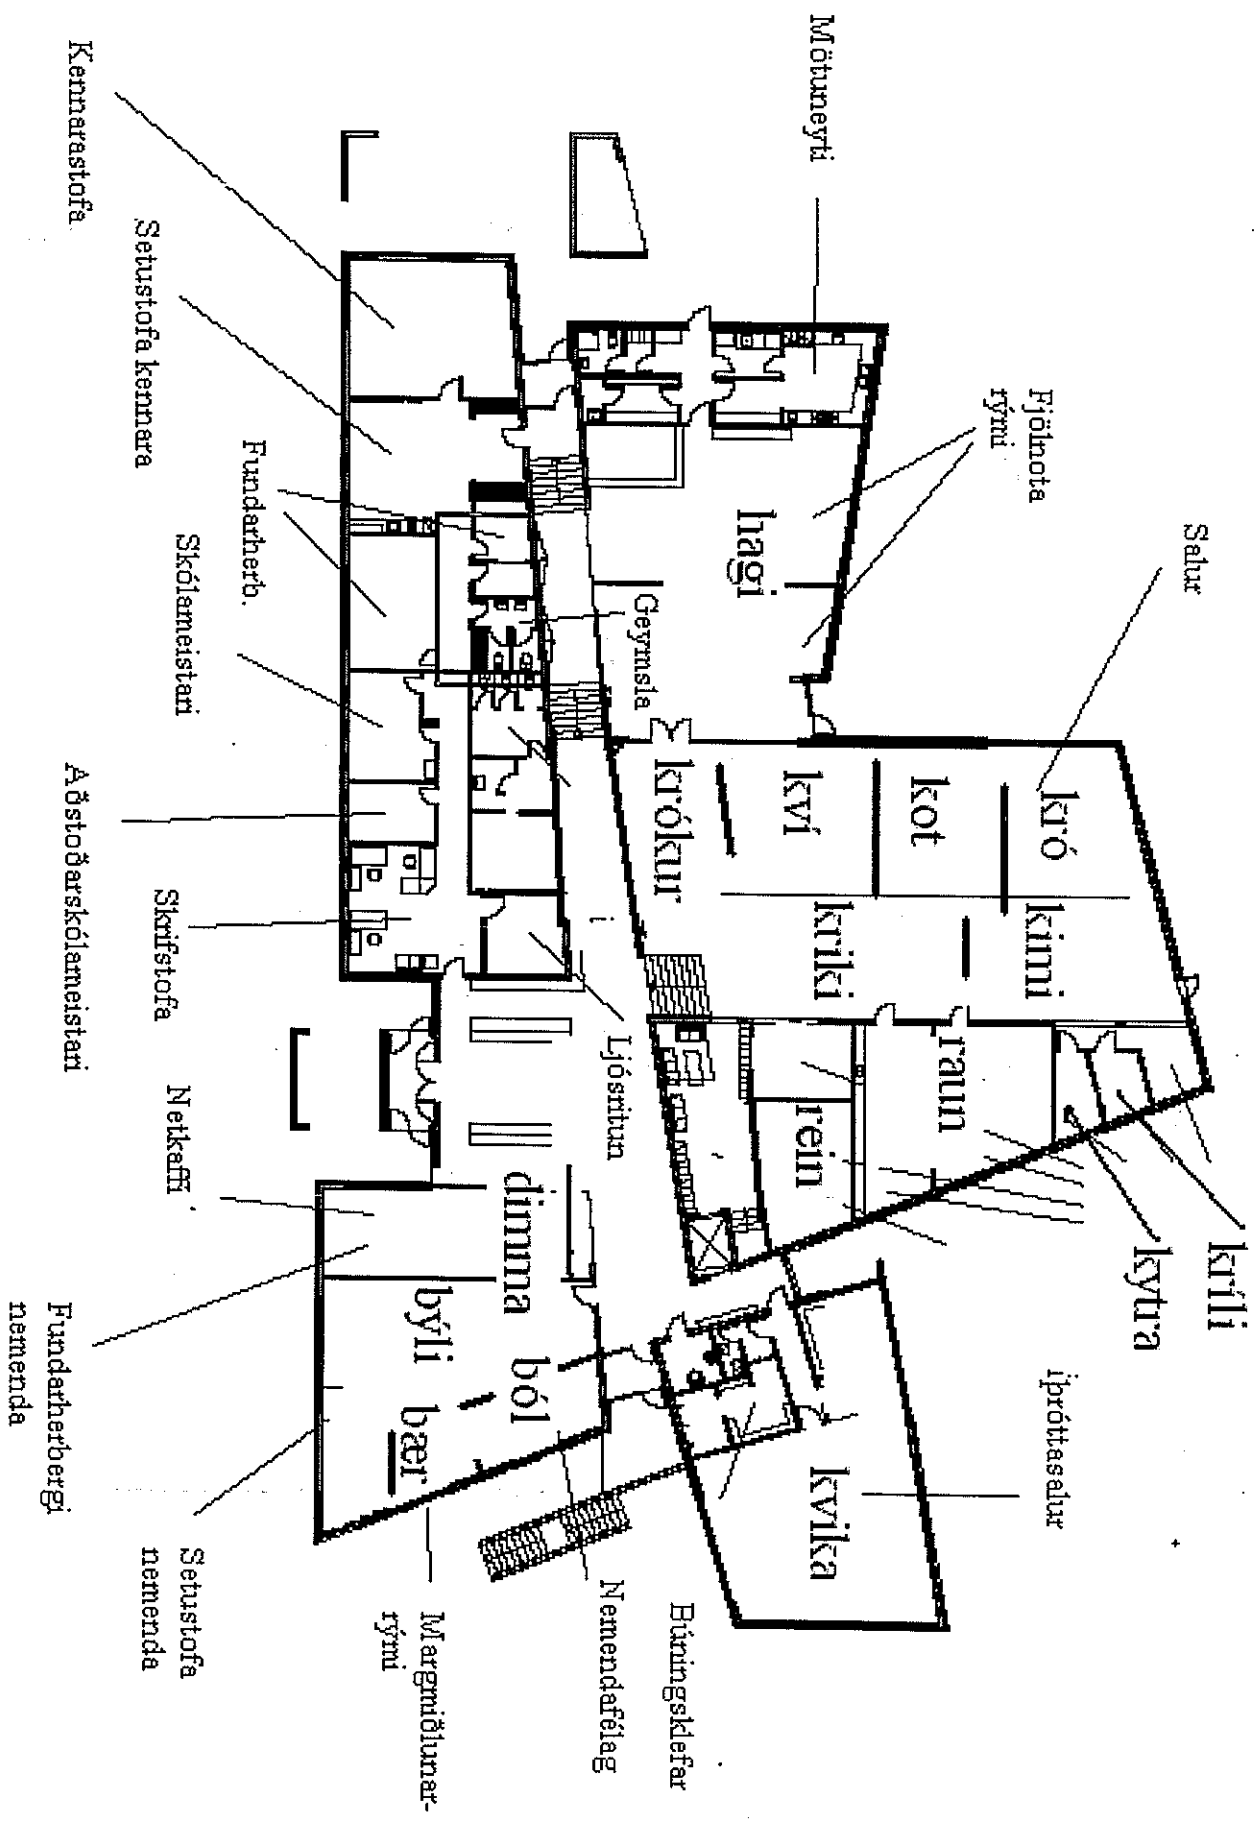 Mötuneyti
Fjölnota
rými
Salur
hagi
kró
kot
kví
krókur
kimi
kriki
raun
rein
kríli
kytra
íþróttasalur
kvika
Kennarastofa
Setustofa kennara
Fundarherb.
Geymsla
Skólameistari
Aðstoðarskólameistari
Skrifstofa
i
Ljósritun
Netkaffi
dimma
ból
býli
bær
Fundarherbergi
nemenda
Setustofa
nemenda
Margmiðlunar-
rými
Nemendafélag
Búningsklefar